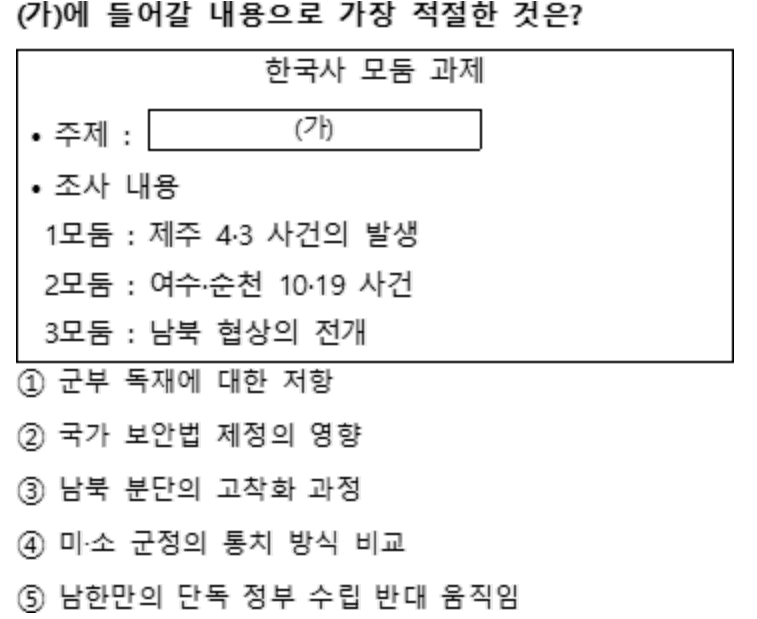 (가)에 들어갈 내용으로 가장 적절한 것은?
한국사 모둠 과제
• 주제 : (가)
• 조사 내용
1모둠 : 제주 4·3 사건의 발생
2모둠 : 여수·순천 10·19 사건
3모둠 : 남북 협상의 전개
① 군부 독재에 대한 저항
② 국가 보안법 제정의 영향
③ 남북 분단의 고착화 과정
④ 미·소 군정의 통치 방식 비교
⑤ 남한만의 단독 정부 수립 반대 움직임